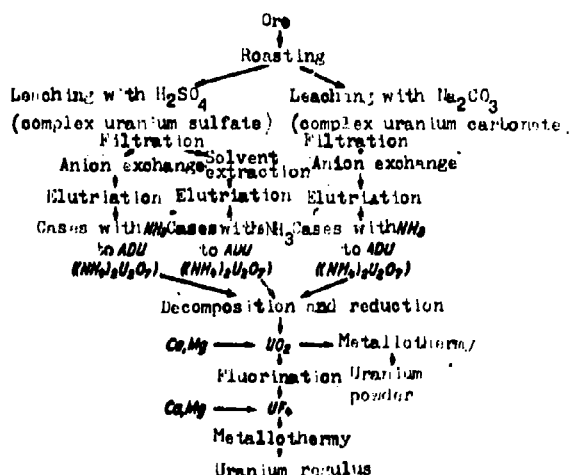 Ore
Roasting
Leaching with H₂SO₄ Leaching with Na₂CO₃
(complex uranium sulfate) (complex uranium carbonate
Filtration Filtration
Anion exchange Solvent extraction Anion exchange
Elutriation Elutriation Elutriation
Cases with NH₃ Cases with NH₃ Cases with NH₃
to ADU to ADU to ADU
((NH₄)₂U₂O₇) ((NH₄)₂U₂O₇) ((NH₄)₂U₂O₇)
Decomposition and reduction
Ca,Mg UO₂ Metallothermy
Fluorination Uranium
powder
Ca,Mg UF₄
Metallothermy
Uranium regulus